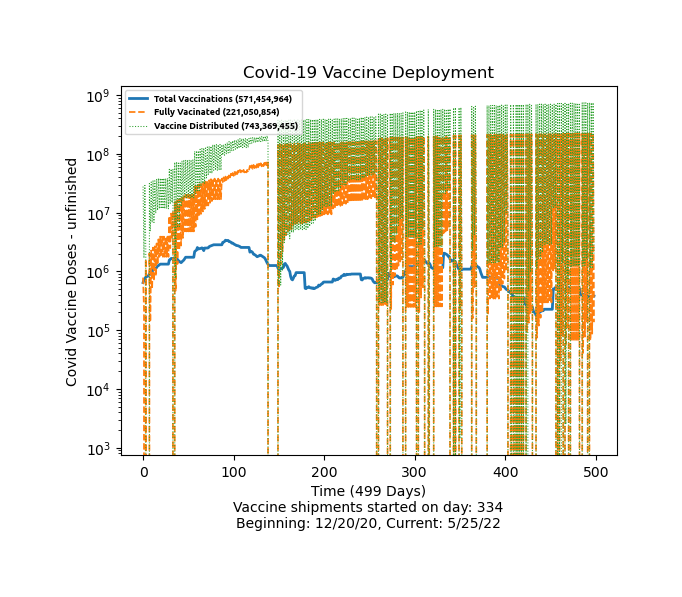 Covid-19 Vaccine Deployment
Total Vaccinations (571,454,964)
Fully Vacinated (221,050,854)
Vaccine Distributed (743,369,455)
Covid Vaccine Doses - unfinished
10⁹
10⁸
10⁷
10⁶
10⁵
10⁴
10³
0 100 200 300 400 500
Time (499 Days)
Vaccine shipments started on day: 334
Beginning: 12/20/20, Current: 5/25/22